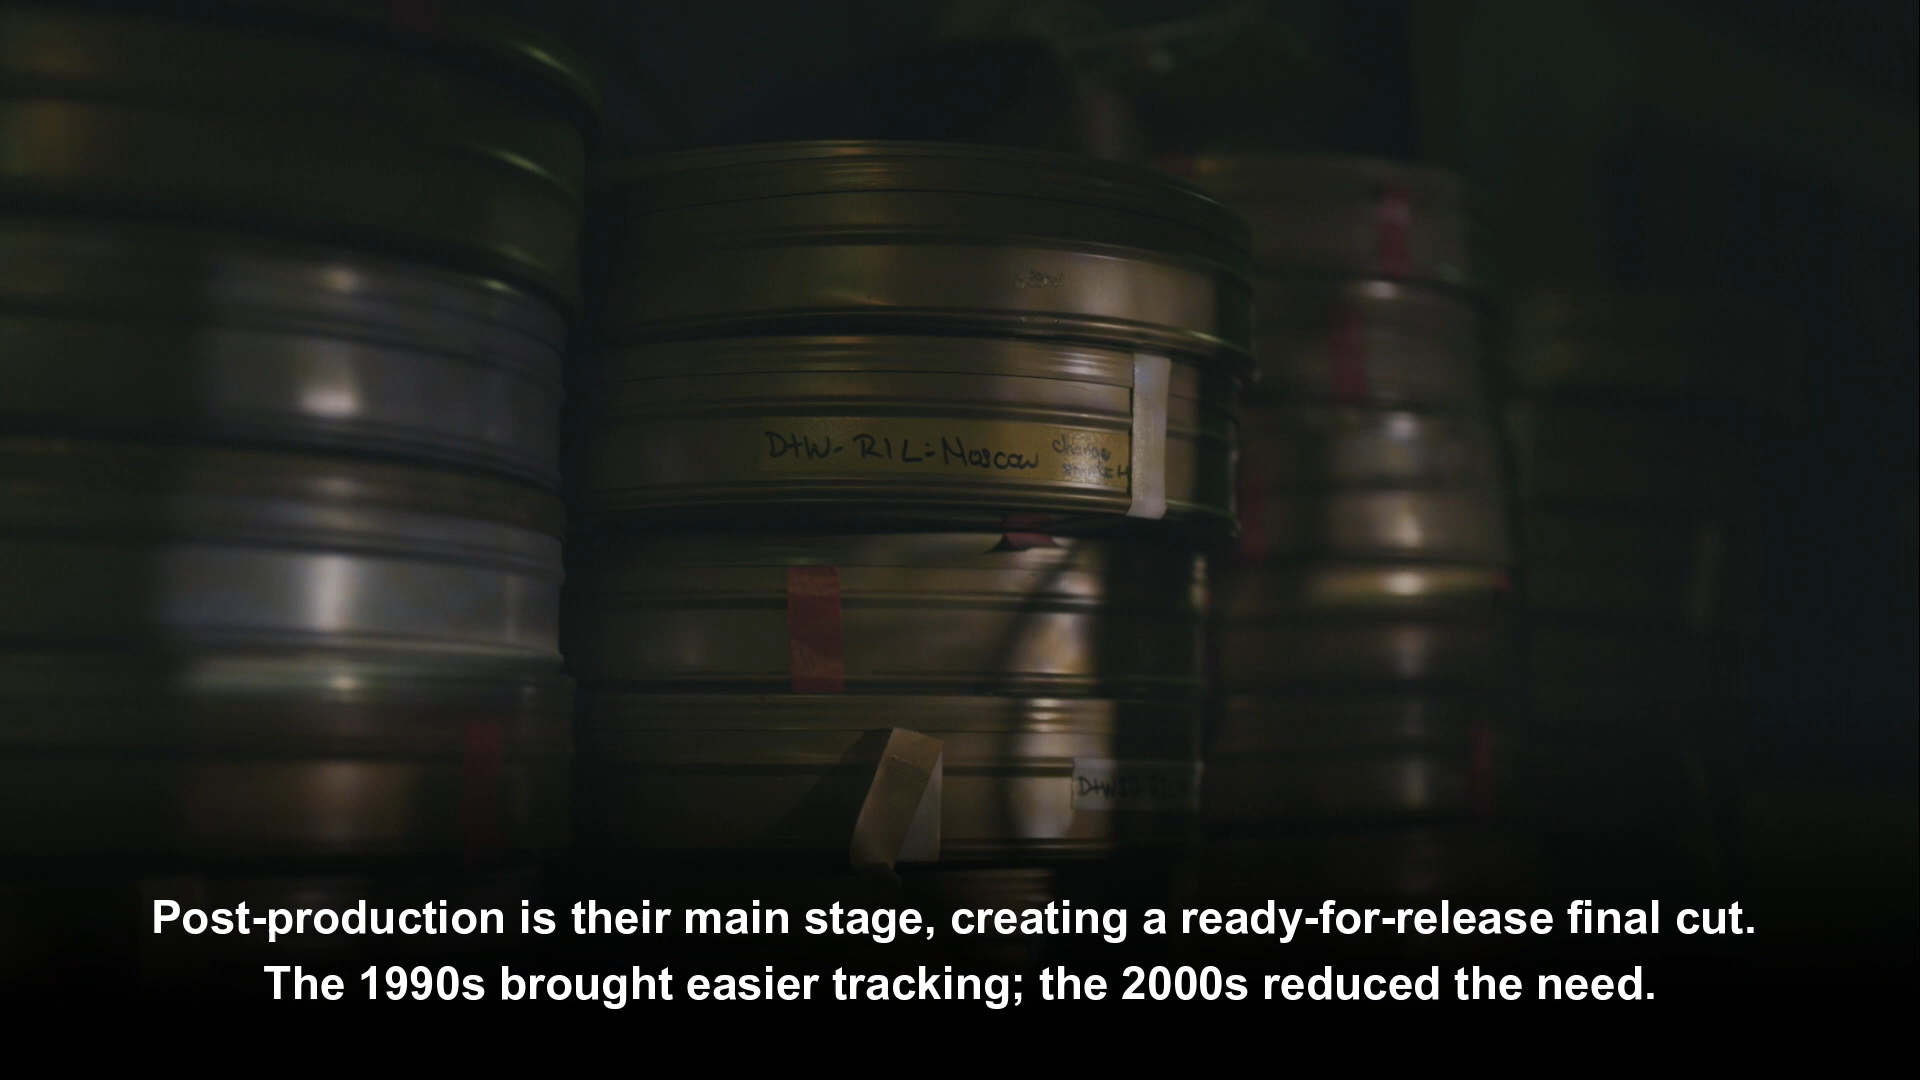 D+W- RIL: Moscow
change
Post-production is their main stage, creating a ready-for-release final cut.
The 1990s brought easier tracking; the 2000s reduced the need.